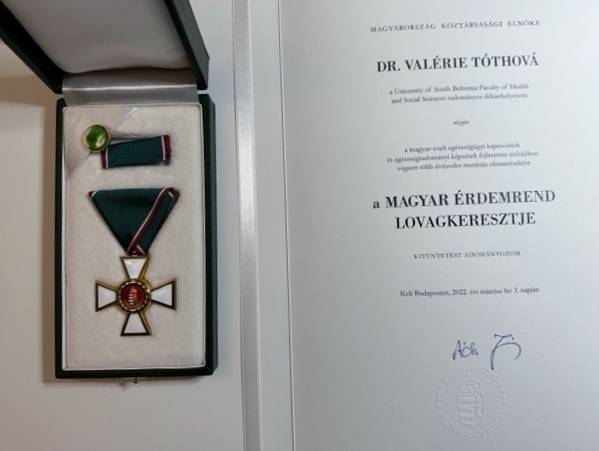 MAGYARORSZÁG KÖZTÁRSASÁGI ELNÖKE
DR. VALÉRIE TÓTHOVÁ
a University of South Bohemia Faculty of Health
and Social Sciences tudományos dékánhelyettese
részére
a magyar–cseh egészségügyi kapcsolatok
és egészségtudományi képzések fejlesztése érdekében
végzett több évtizedes munkája elismeréseként
a MAGYAR ÉRDEMREND
LOVAGKERESZTJE
KITÜNTETÉST ADOMÁNYOZOM.
Kelt Budapesten, 2022. évi március hó 3. napján